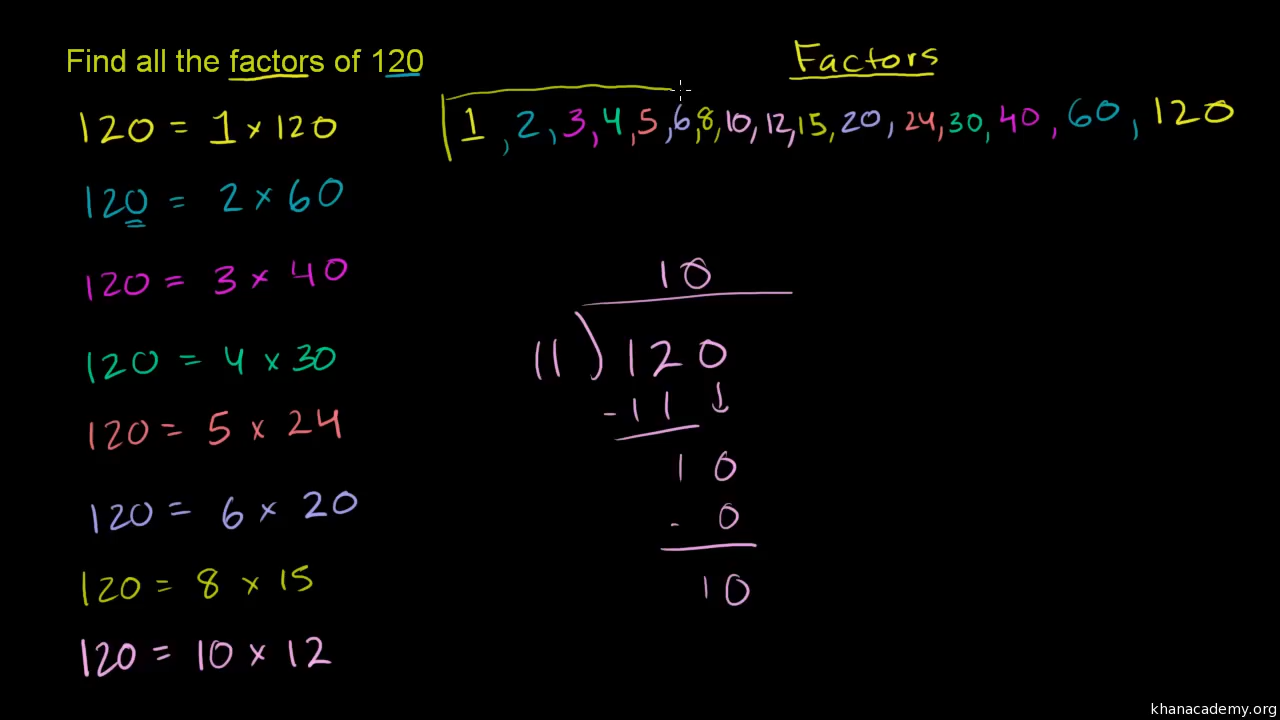 Find all the factors of 120
Factors
1, 2, 3, 4, 5, 6, 8, 10, 12, 15, 20, 24, 30, 40, 60, 120
120 = 1 × 120
120 = 2 × 60
120 = 3 × 40
120 = 4 × 30
120 = 5 × 24
120 = 6 × 20
120 = 8 × 15
120 = 10 × 12
10
11 ) 120
- 11 ↓
10
- 0
10
khanacademy.org